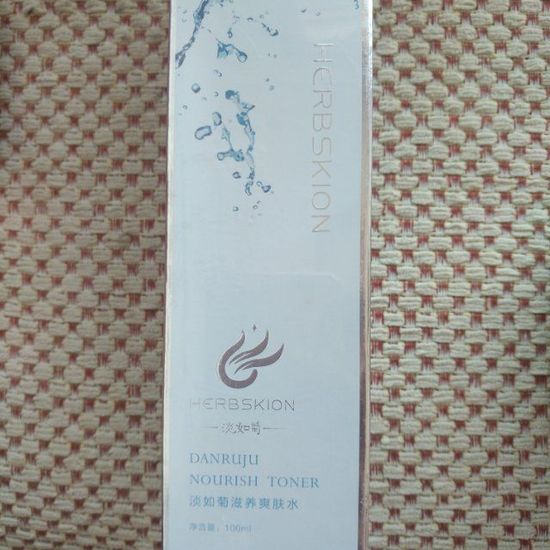 HERBSKION
HERBSKION
淡如菊
DANRUJU
NOURISH TONER
淡如菊滋养爽肤水
净含量：100ml